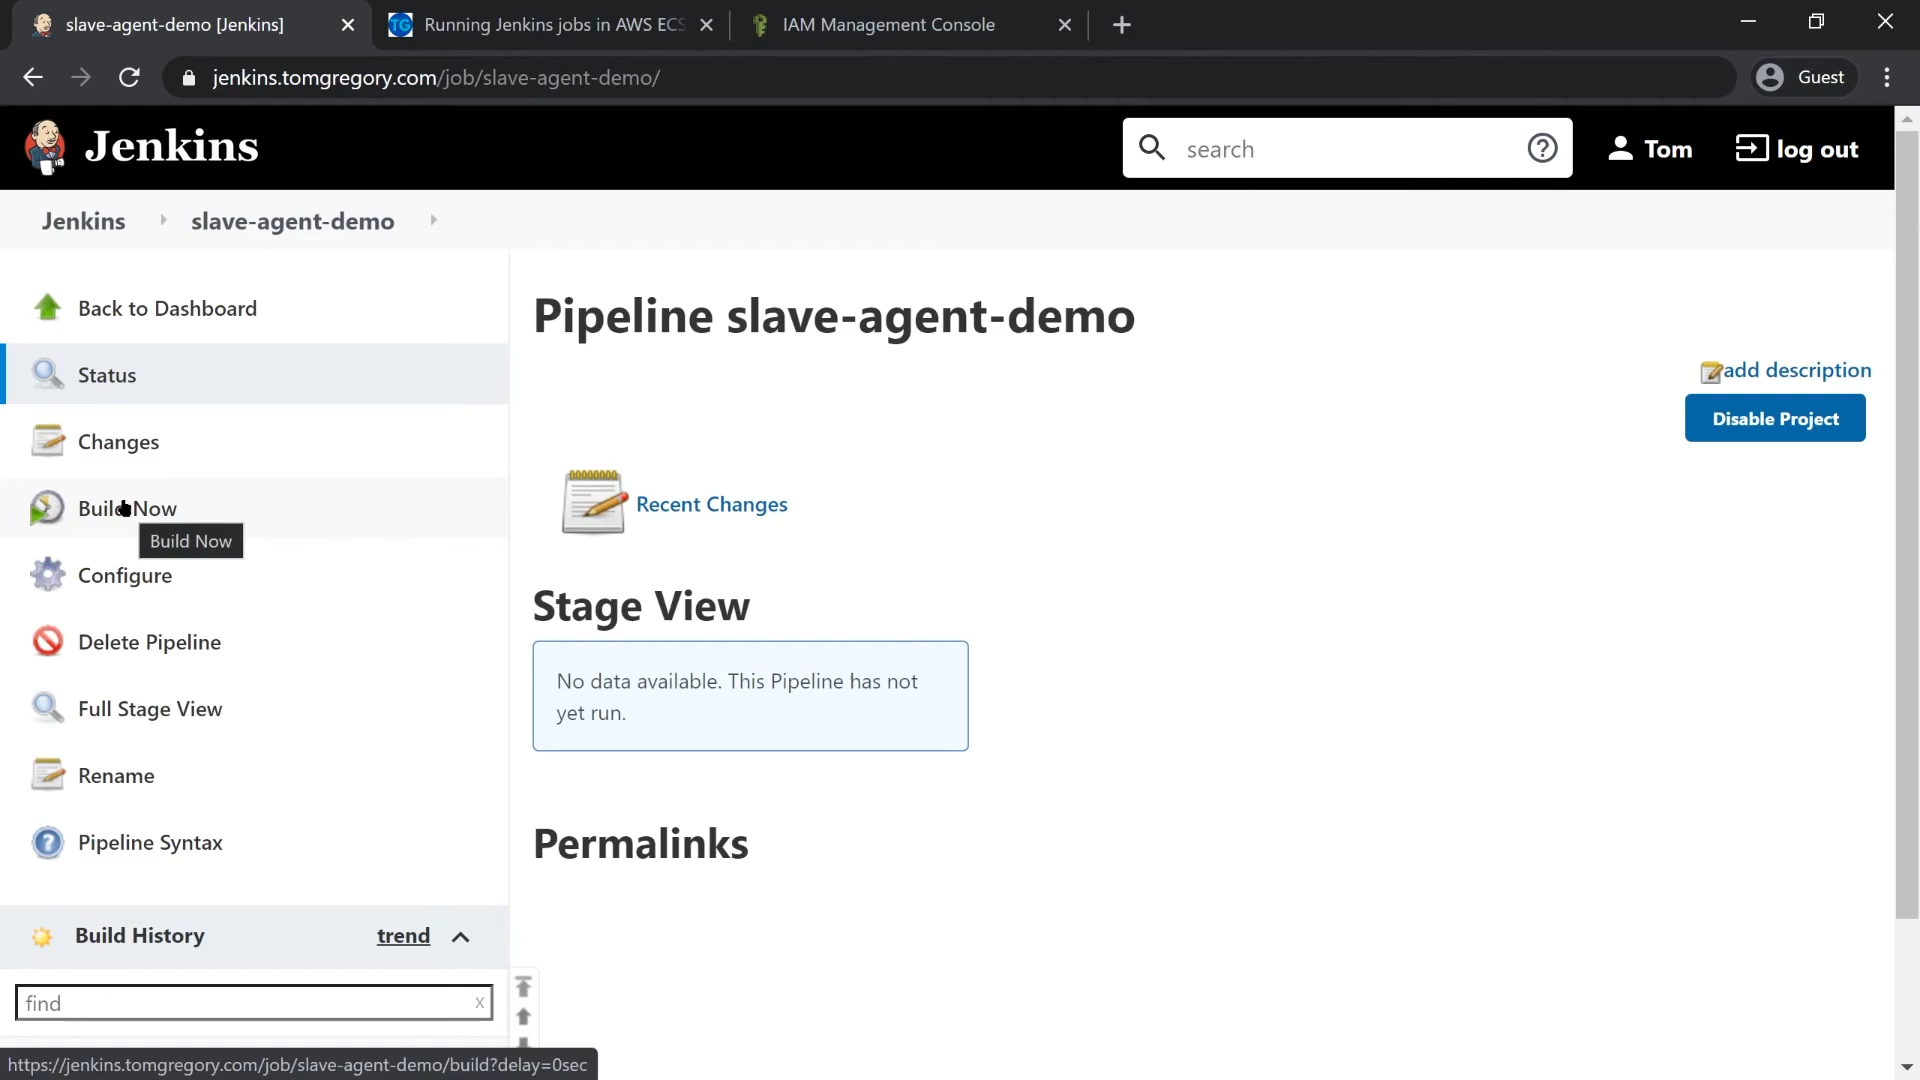 slave-agent-demo [Jenkins]
Running Jenkins jobs in AWS ECS
IAM Management Console
jenkins.tomgregory.com/job/slave-agent-demo/
Guest
Jenkins
search
Tom
log out
Jenkins
slave-agent-demo
Back to Dashboard
Status
Changes
Build Now
Build Now
Configure
Delete Pipeline
Full Stage View
Rename
Pipeline Syntax
Build History
trend
find
x
https://jenkins.tomgregory.com/job/slave-agent-demo/build?delay=0sec
Pipeline slave-agent-demo
add description
Disable Project
Recent Changes
Stage View
No data available. This Pipeline has not
yet run.
Permalinks